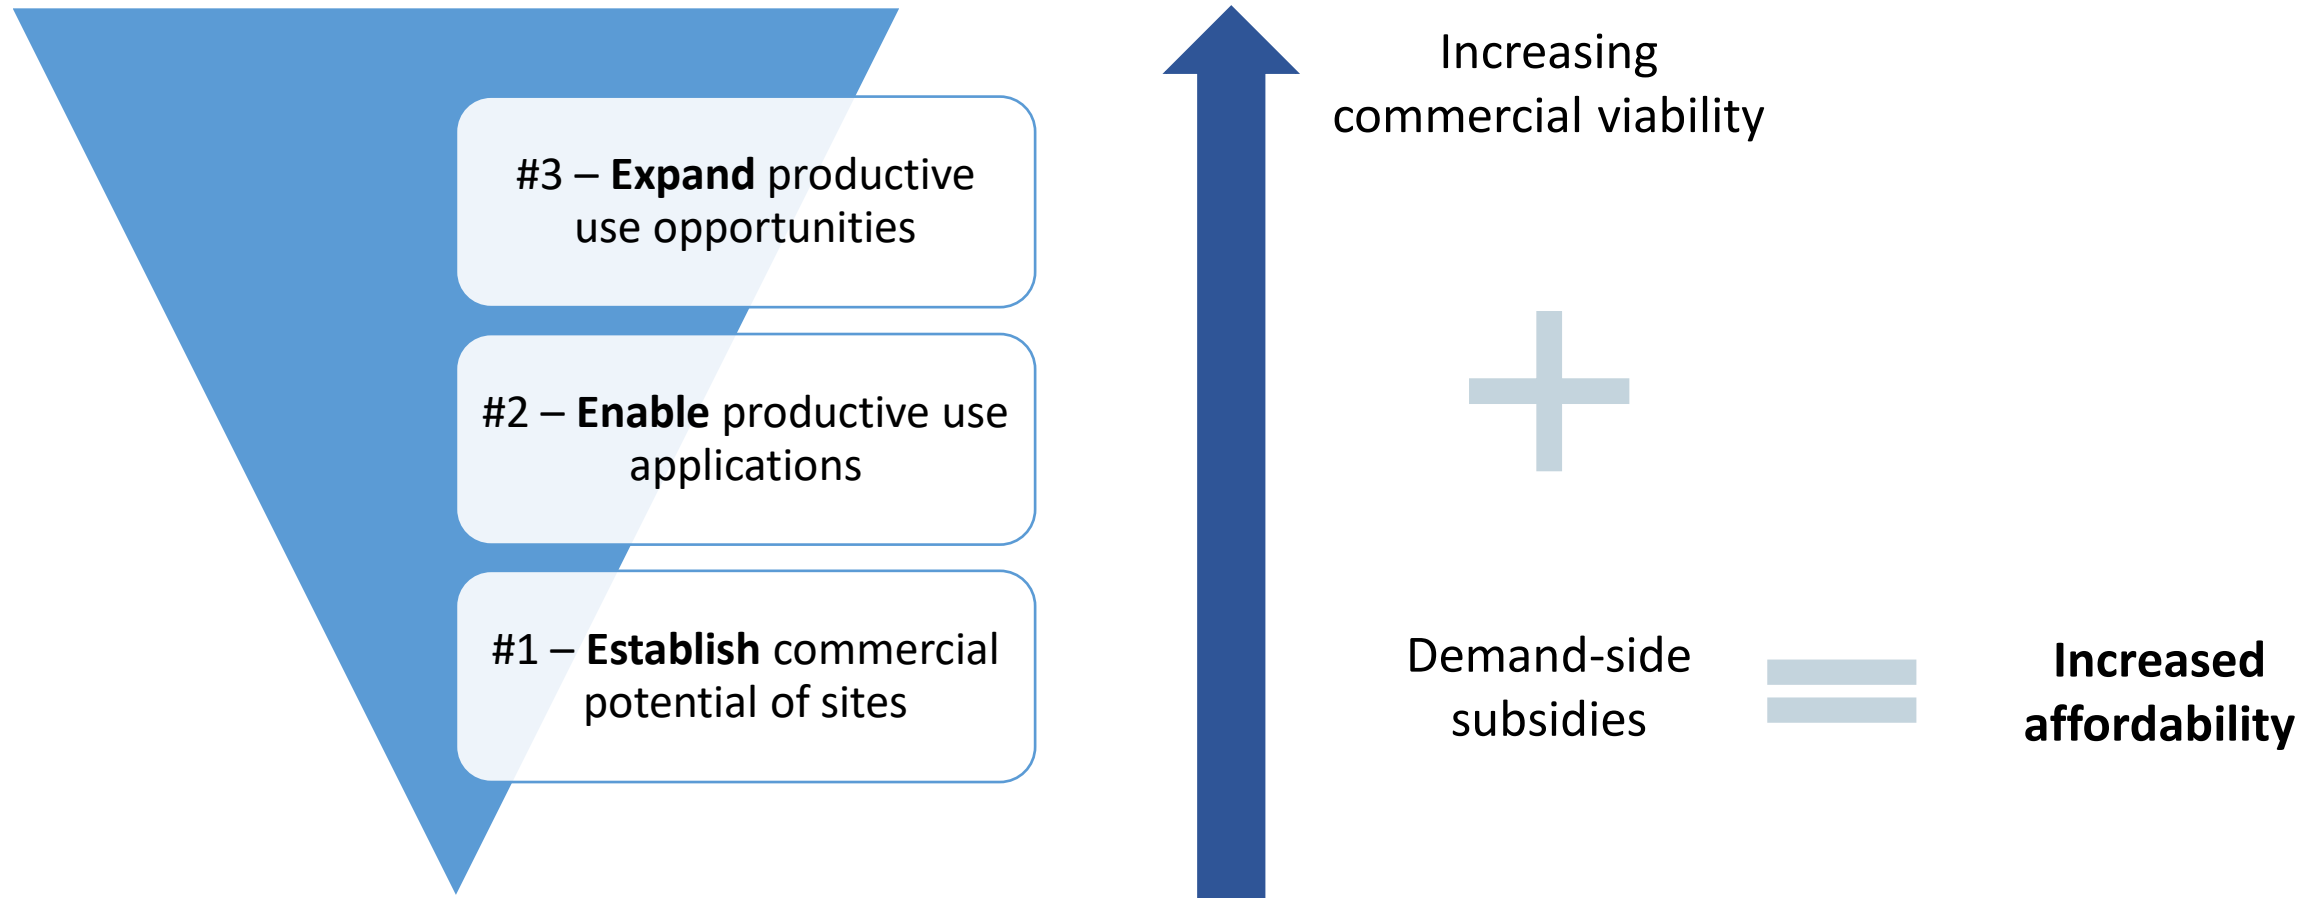 #3 – Expand productive
use opportunities
#2 – Enable productive use
applications
#1 – Establish commercial
potential of sites
Increasing
commercial viability
Demand-side
subsidies
Increased
affordability